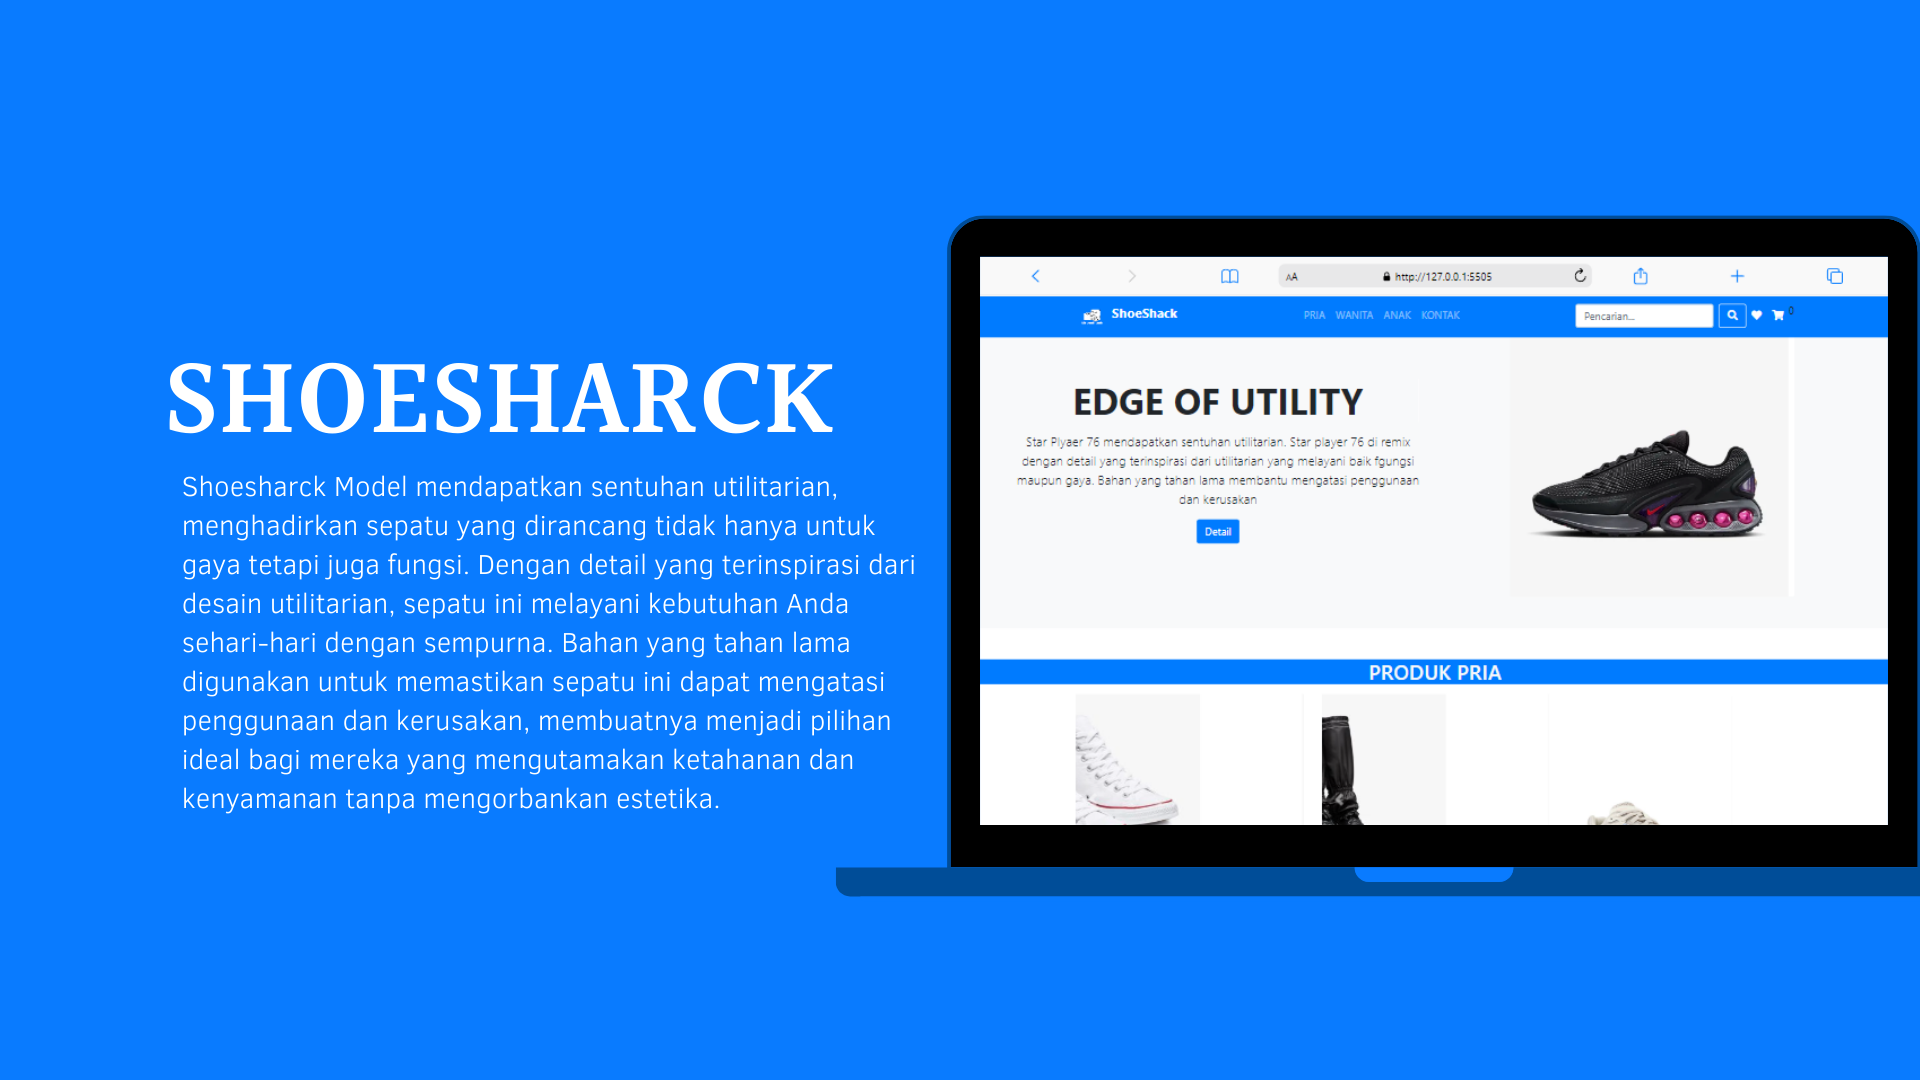 SHOESHARCK
Shoesharck Model mendapatkan sentuhan utilitarian,
menghadirkan sepatu yang dirancang tidak hanya untuk
gaya tetapi juga fungsi. Dengan detail yang terinspirasi dari
desain utilitarian, sepatu ini melayani kebutuhan Anda
sehari-hari dengan sempurna. Bahan yang tahan lama
digunakan untuk memastikan sepatu ini dapat mengatasi
penggunaan dan kerusakan, membuatnya menjadi pilihan
ideal bagi mereka yang mengutamakan ketahanan dan
kenyamanan tanpa mengorbankan estetika.
AA http://127.0.0.1:5505
ShoeShack PRIA WANITA ANAK KONTAK Pencarian... 0
EDGE OF UTILITY
Star Plyaer 76 mendapatkan sentuhan utilitarian. Star player 76 di remix
dengan detail yang terinspirasi dari utilitarian yang melayani baik fgungsi
maupun gaya. Bahan yang tahan lama membantu mengatasi penggunaan
dan kerusakan
Detail
PRODUK PRIA